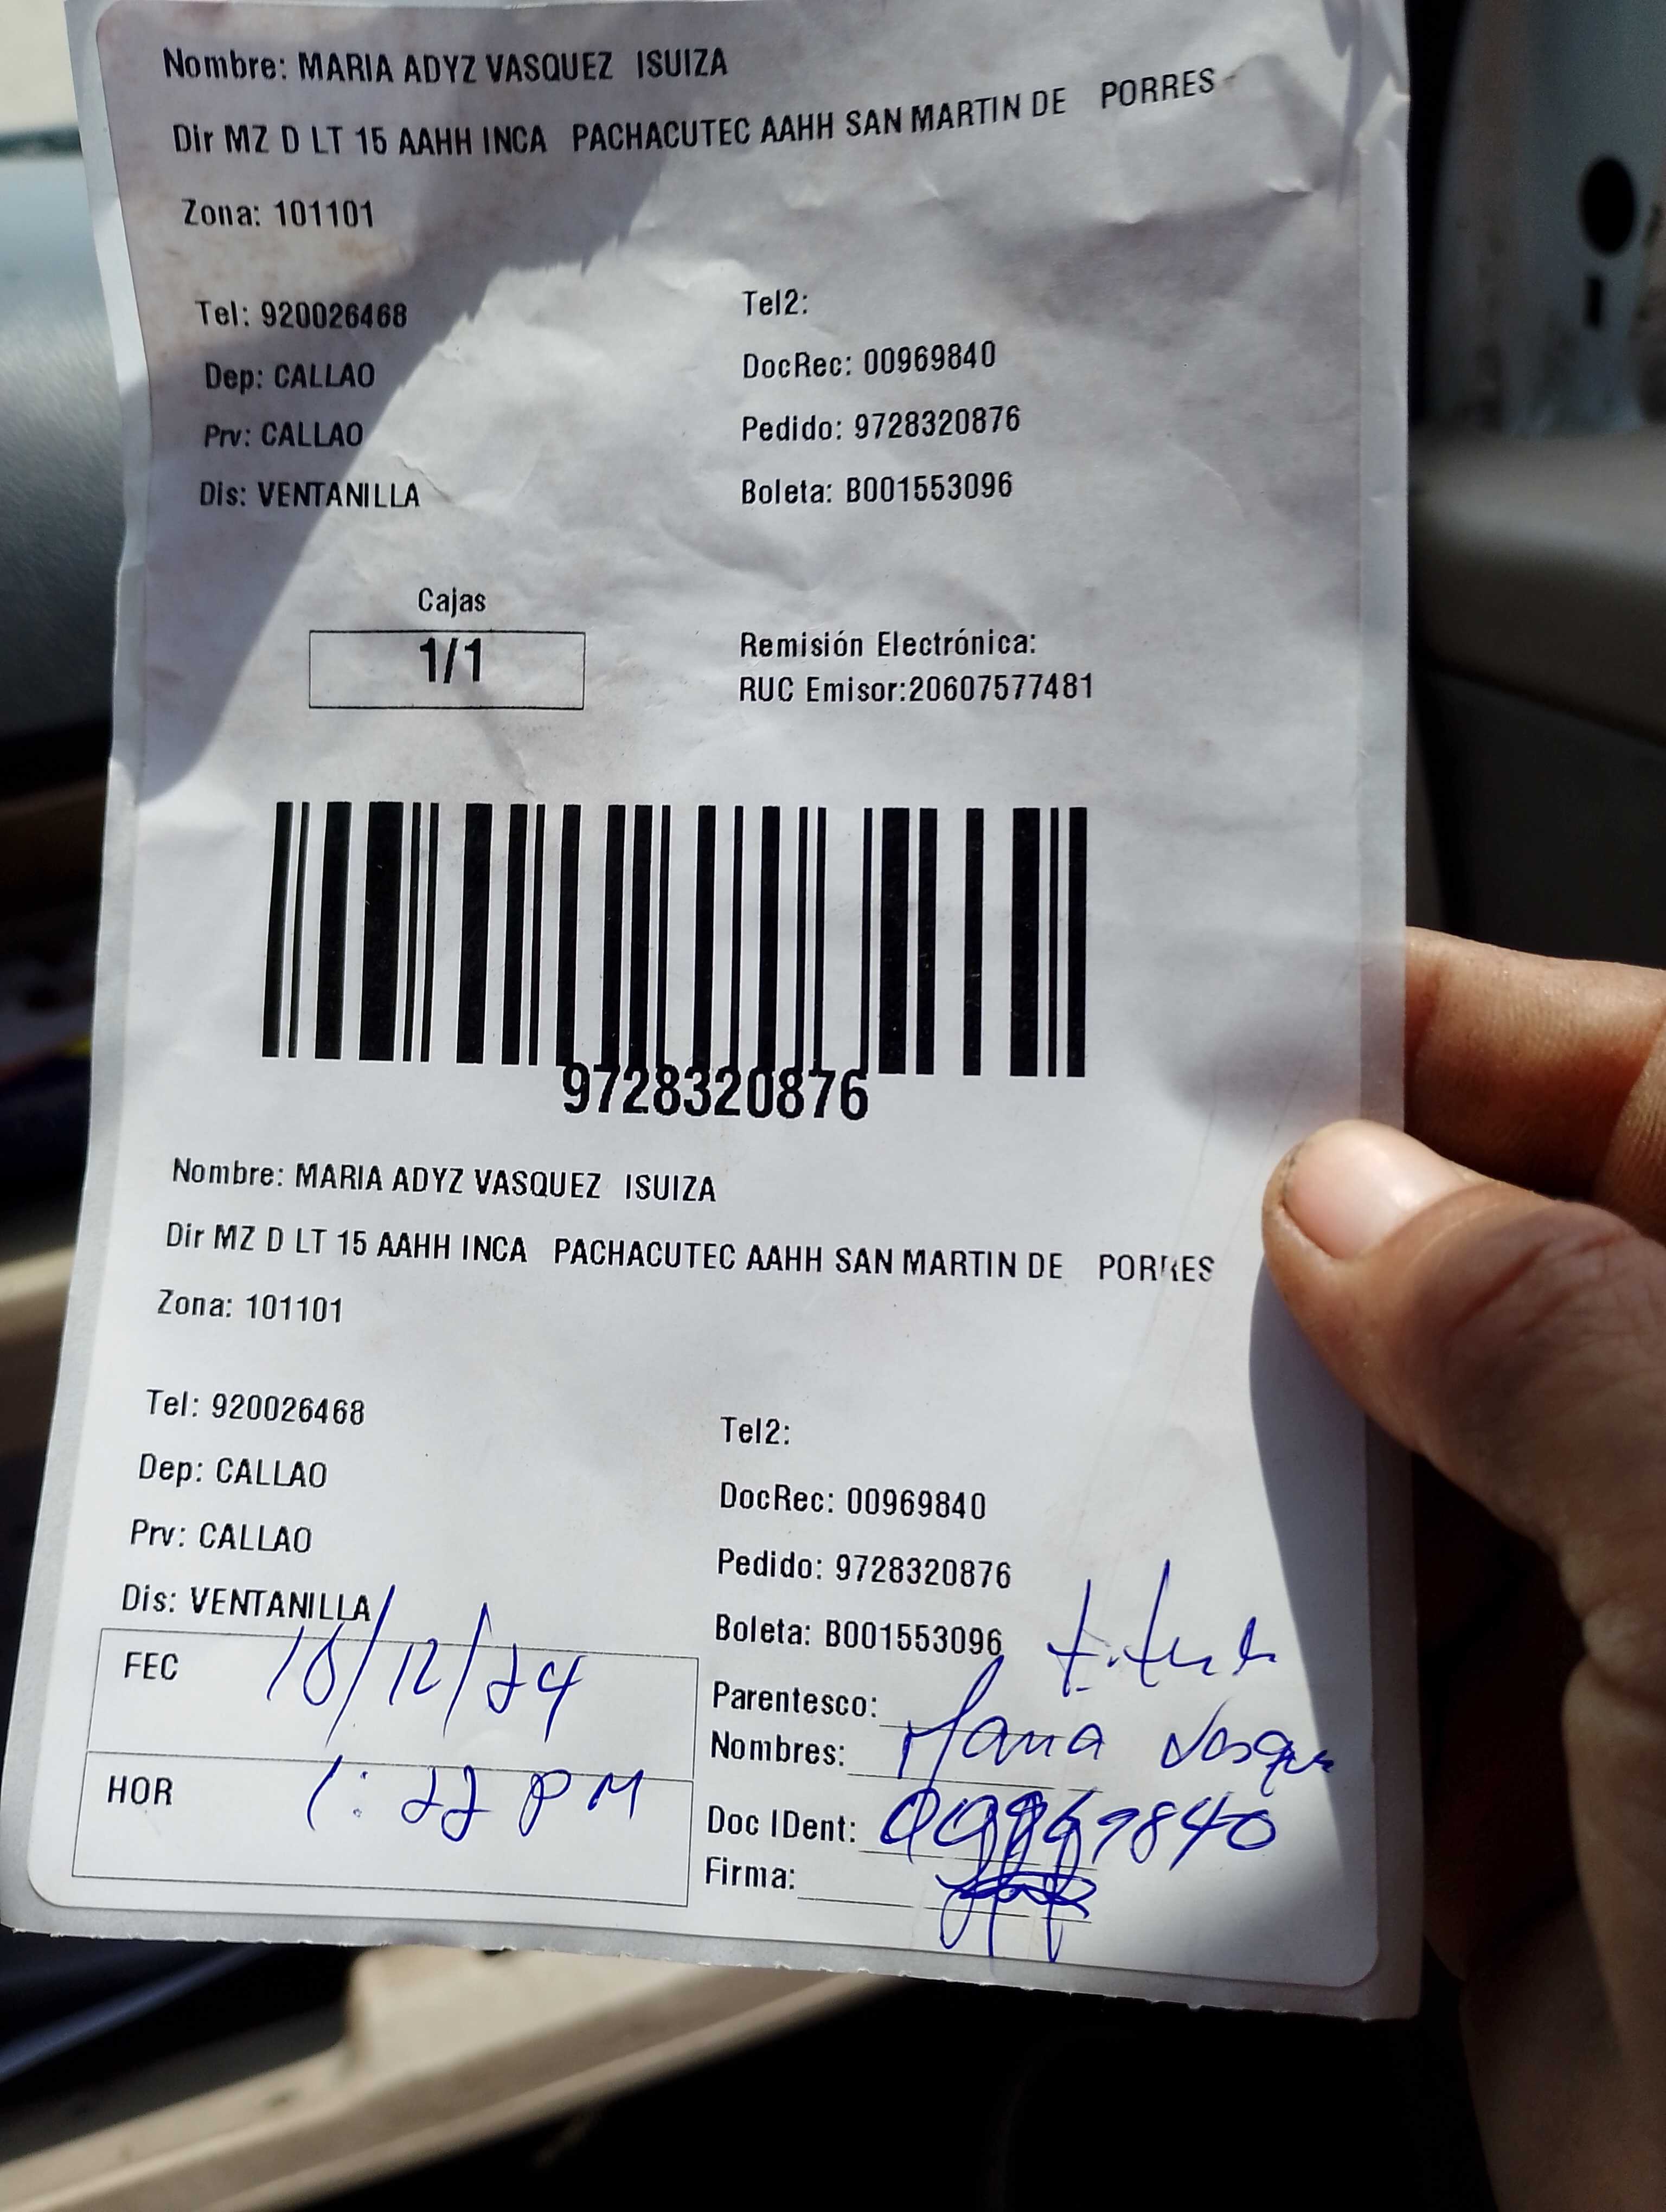 Nombre: MARIA ADYZ VASQUEZ ISUIZA
Dir MZ D LT 15 AAHH INCA PACHACUTEC AAHH SAN MARTIN DE PORRES -
Zona: 101101
Tel: 920026468
Tel2:
Dep: CALLAO
DocRec: 00969840
Prv: CALLAO
Pedido: 9728320876
Dis: VENTANILLA
Boleta: B001553096
Cajas
1/1
Remisión Electrónica:
RUC Emisor:20607577481
9728320876
Nombre: MARIA ADYZ VASQUEZ ISUIZA
Dir MZ D LT 15 AAHH INCA PACHACUTEC AAHH SAN MARTIN DE PORRES
Zona: 101101
Tel: 920026468
Tel2:
Dep: CALLAO
DocRec: 00969840
Prv: CALLAO
Pedido: 9728320876
Dis: VENTANILLA
Boleta: B001553096
FEC
Parentesco:
Nombres: Maria
HOR 1:22 PM
Doc IDent:
Firma: